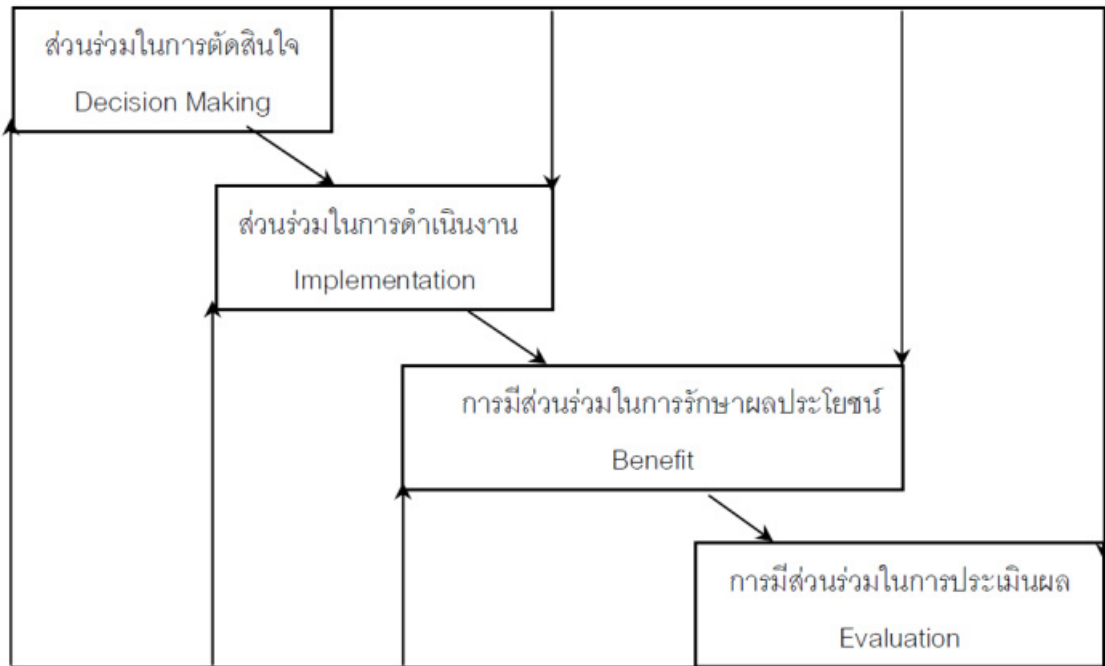 ส่วนร่วมในการตัดสินใจ
Decision Making
ส่วนร่วมในการดำเนินงาน
Implementation
การมีส่วนร่วมในการรักษาผลประโยชน์
Benefit
การมีส่วนร่วมในการประเมินผล
Evaluation